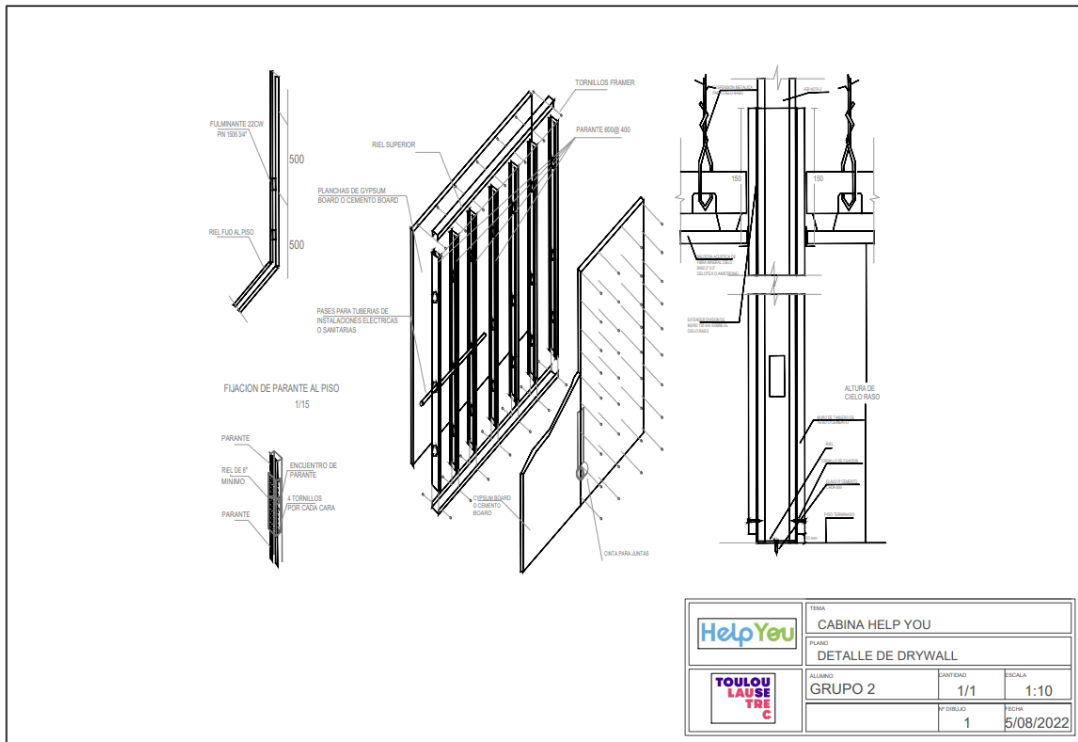 FULMINANTE 22CW
PIN 1508 3/4"
500
RIEL FIJO AL PISO
500
FIJACION DE PARANTE AL PISO
1/15
PARANTE
RIEL DE 8"
MINIMO
PARANTE
ENCUENTRO DE
PARANTE
4 TORNILLOS
POR CADA CARA
TORNILLOS FRAMER
PARANTE 600@ 400
RIEL SUPERIOR
PLANCHAS DE GYPSUM
BOARD O CEMENTO BOARD
PASES PARA TUBERIAS DE
INSTALACIONES ELECTRICAS
O SANITARIAS
GYPSUM BOARD
O CEMENTO
BOARD
CINTA PARA JUNTAS
150
150
CIELO RASO
ALTURA DE
CIELO RASO
PISO TERMINADO
HelpYou
TEMA
CABINA HELP YOU
PLANO
DETALLE DE DRYWALL
TOULOU
LAUSE
TRE
C
ALUMNO
GRUPO 2
CANTIDAD
1/1
ESCALA
1:10
Nº DIBUJO
1
FECHA
5/08/2022